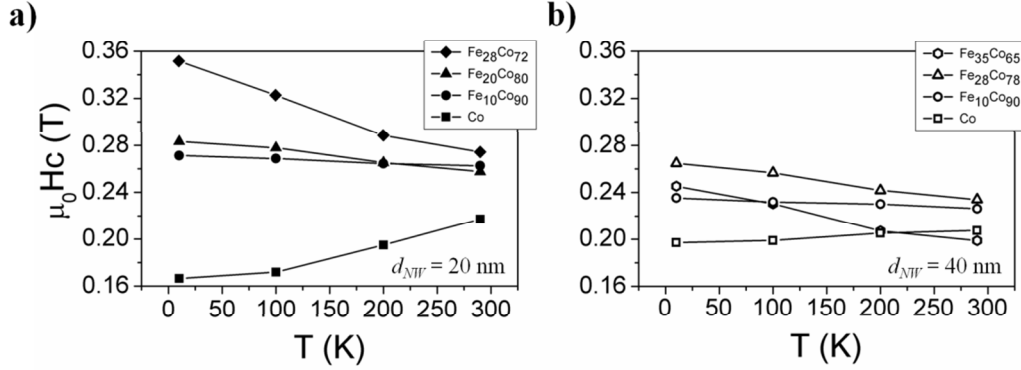 a)
μ₀Hc (T)
0.36
0.32
0.28
0.24
0.20
0.16
0 50 100 150 200 250 300
T (K)
Fe₂₈Co₇₂
Fe₂₀Co₈₀
Fe₁₀Co₉₀
Co
d_NW = 20 nm
b)
0.36
0.32
0.28
0.24
0.20
0.16
0 50 100 150 200 250 300
T (K)
Fe₃₅Co₆₅
Fe₂₈Co₇₈
Fe₁₀Co₉₀
Co
d_NW = 40 nm